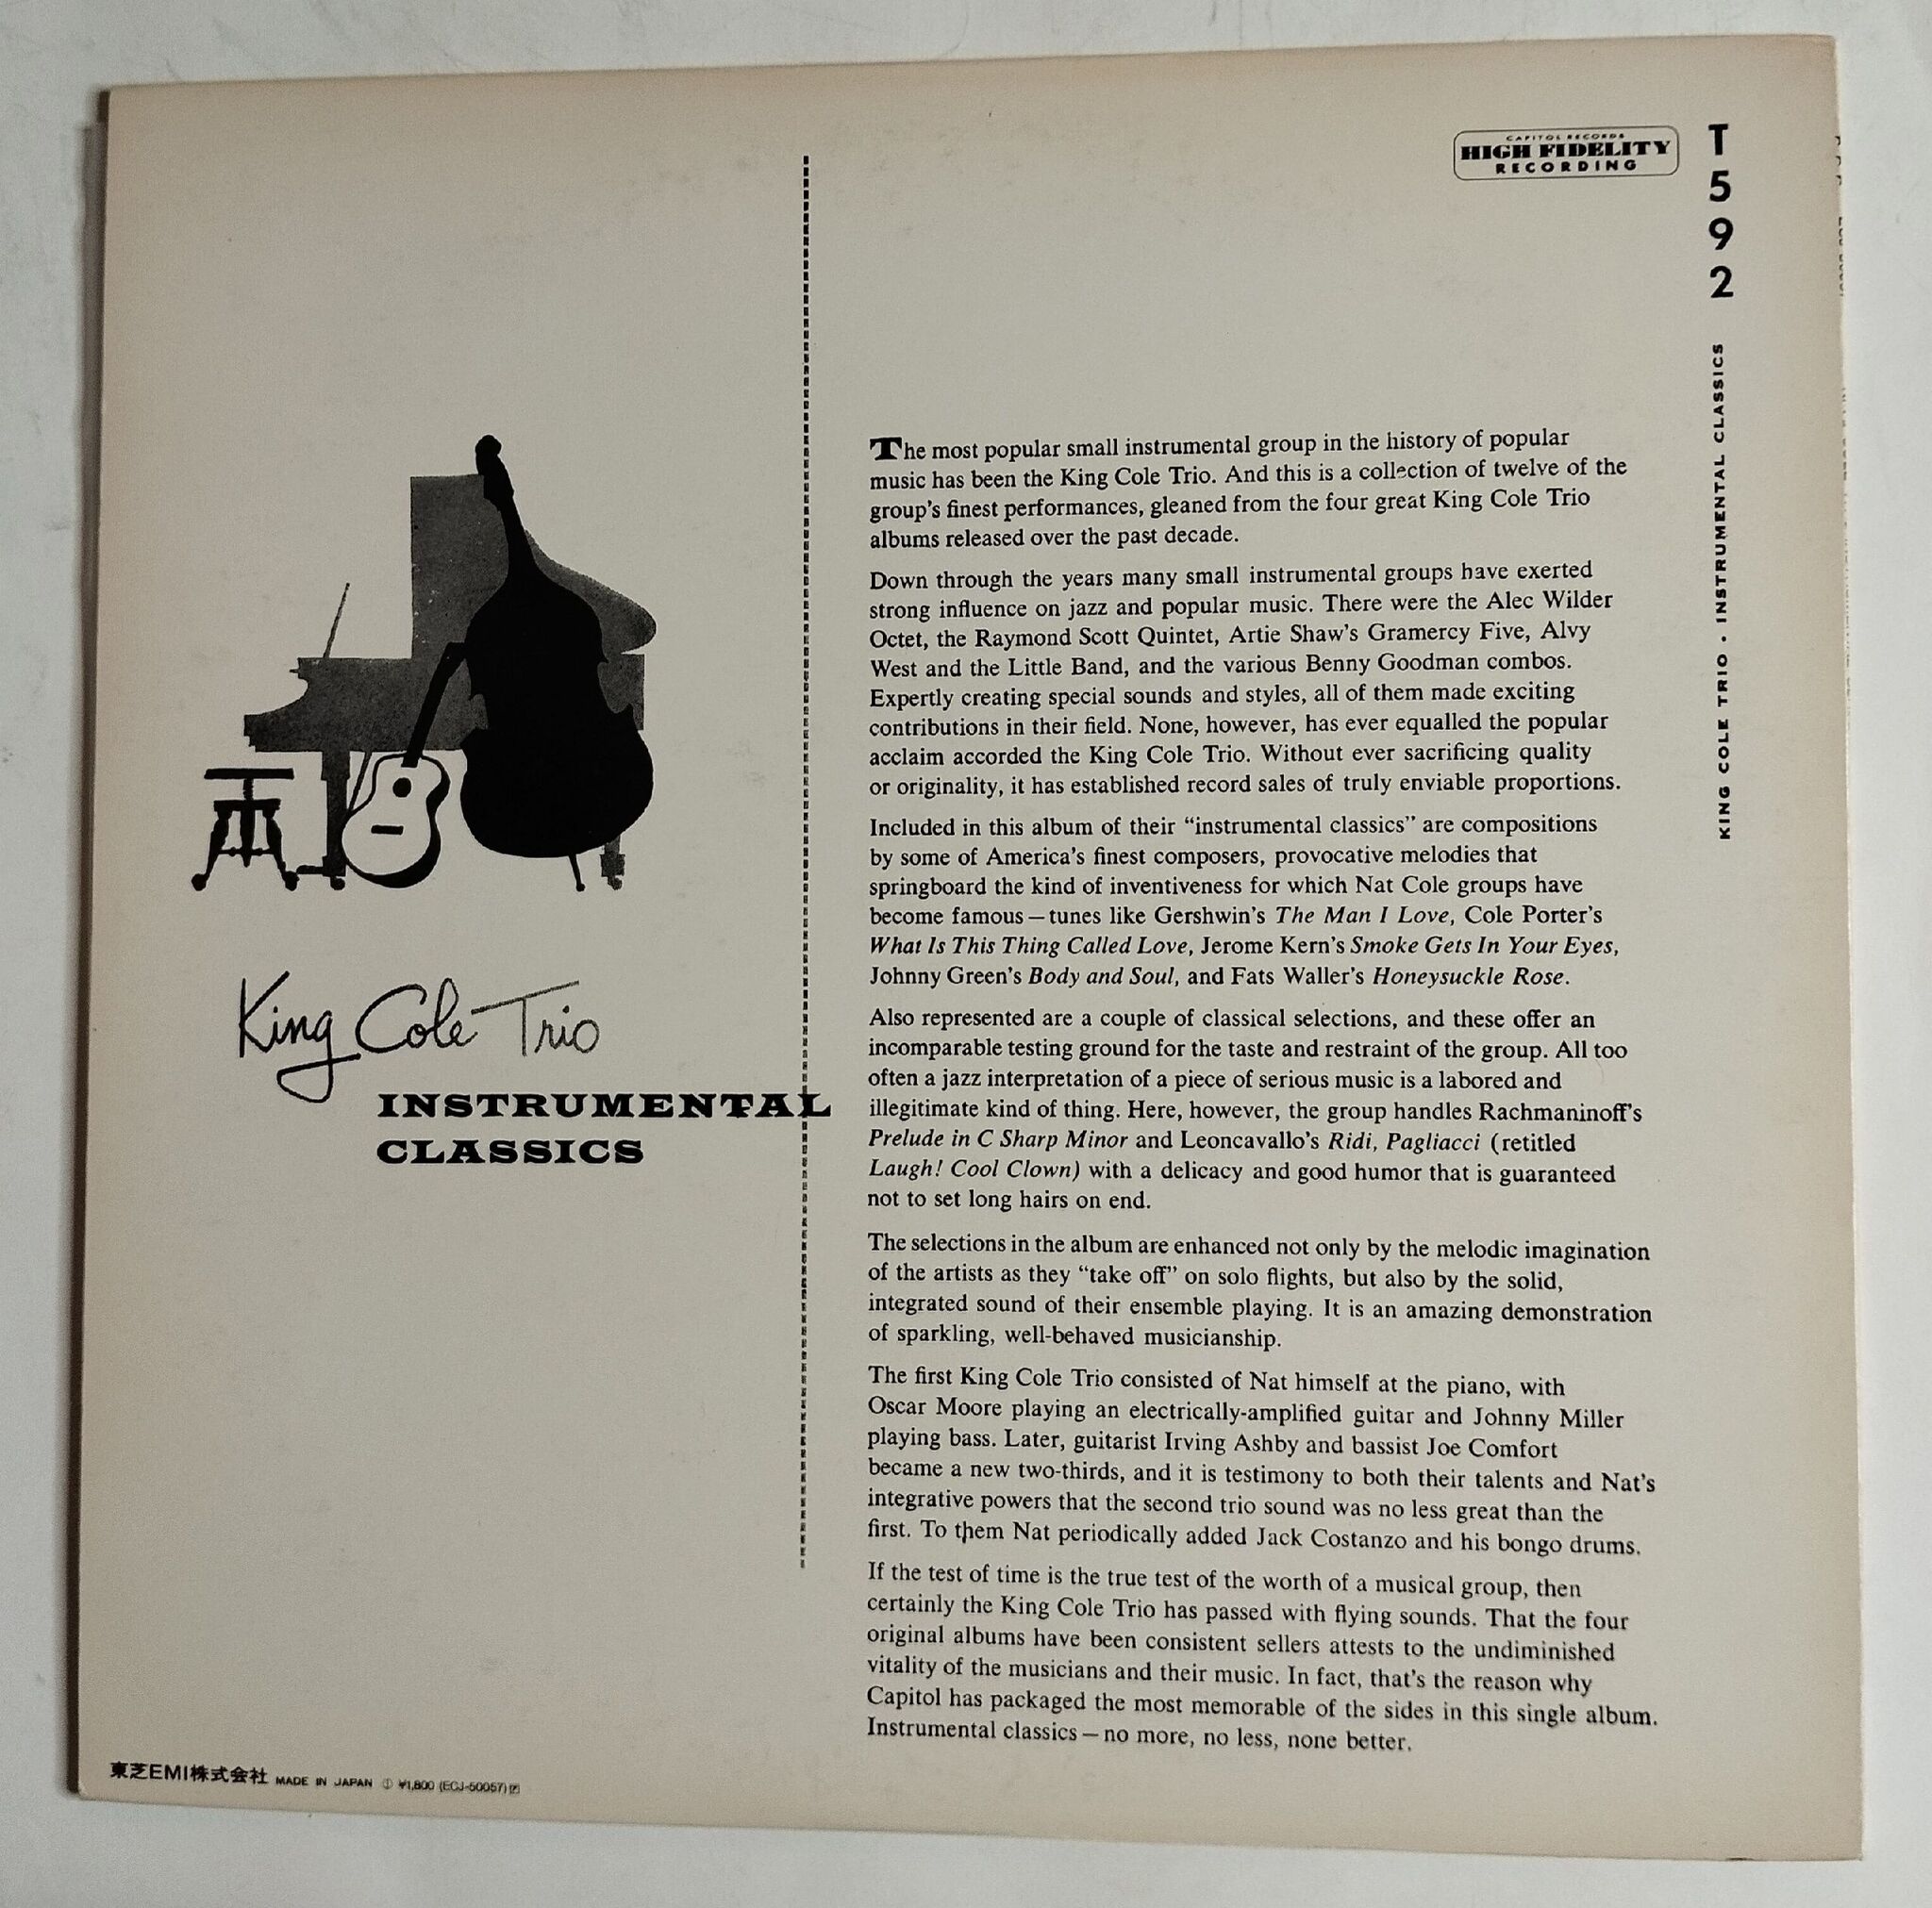 CAPITOL RECORDS
HIGH FIDELITY
RECORDING
T
5
9
2
KING COLE TRIO • INSTRUMENTAL CLASSICS
King Cole Trio
INSTRUMENTAL
CLASSICS
The most popular small instrumental group in the history of popular
music has been the King Cole Trio. And this is a collection of twelve of the
group's finest performances, gleaned from the four great King Cole Trio
albums released over the past decade.
Down through the years many small instrumental groups have exerted
strong influence on jazz and popular music. There were the Alec Wilder
Octet, the Raymond Scott Quintet, Artie Shaw's Gramercy Five, Alvy
West and the Little Band, and the various Benny Goodman combos.
Expertly creating special sounds and styles, all of them made exciting
contributions in their field. None, however, has ever equalled the popular
acclaim accorded the King Cole Trio. Without ever sacrificing quality
or originality, it has established record sales of truly enviable proportions.
Included in this album of their “instrumental classics” are compositions
by some of America's finest composers, provocative melodies that
springboard the kind of inventiveness for which Nat Cole groups have
become famous — tunes like Gershwin's The Man I Love, Cole Porter's
What Is This Thing Called Love, Jerome Kern's Smoke Gets In Your Eyes,
Johnny Green's Body and Soul, and Fats Waller's Honeysuckle Rose.
Also represented are a couple of classical selections, and these offer an
incomparable testing ground for the taste and restraint of the group. All too
often a jazz interpretation of a piece of serious music is a labored and
illegitimate kind of thing. Here, however, the group handles Rachmaninoff's
Prelude in C Sharp Minor and Leoncavallo's Ridi, Pagliacci (retitled
Laugh! Cool Clown) with a delicacy and good humor that is guaranteed
not to set long hairs on end.
The selections in the album are enhanced not only by the melodic imagination
of the artists as they “take off” on solo flights, but also by the solid,
integrated sound of their ensemble playing. It is an amazing demonstration
of sparkling, well-behaved musicianship.
The first King Cole Trio consisted of Nat himself at the piano, with
Oscar Moore playing an electrically-amplified guitar and Johnny Miller
playing bass. Later, guitarist Irving Ashby and bassist Joe Comfort
became a new two-thirds, and it is testimony to both their talents and Nat's
integrative powers that the second trio sound was no less great than the
first. To them Nat periodically added Jack Costanzo and his bongo drums.
If the test of time is the true test of the worth of a musical group, then
certainly the King Cole Trio has passed with flying sounds. That the four
original albums have been consistent sellers attests to the undiminished
vitality of the musicians and their music. In fact, that's the reason why
Capitol has packaged the most memorable of the sides in this single album.
Instrumental classics — no more, no less, none better.
東芝EMI株式会社 MADE IN JAPAN ① ¥1,800 (ECJ-50057)